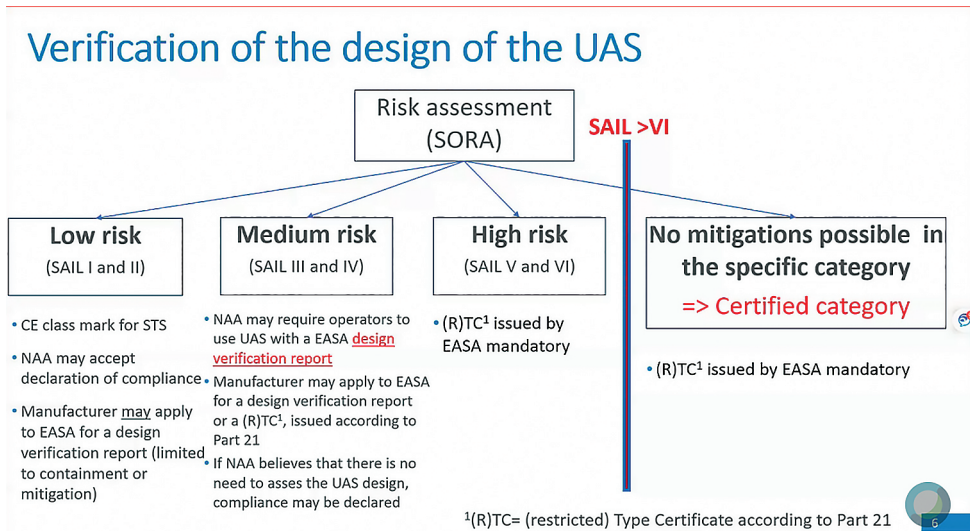 Verification of the design of the UAS
Risk assessment
(SORA)
SAIL >VI
Low risk
(SAIL I and II)
• CE class mark for STS
• NAA may accept
declaration of compliance
• Manufacturer may apply
to EASA for a design
verification report (limited
to containment or
mitigation)
Medium risk
(SAIL III and IV)
• NAA may require operators to
use UAS with a EASA design
verification report
• Manufacturer may apply to EASA
for a design verification report
or a (R)TC¹, issued according to
Part 21
• If NAA believes that there is no
need to asses the UAS design,
compliance may be declared
High risk
(SAIL V and VI)
• (R)TC¹ issued by
EASA mandatory
No mitigations possible in
the specific category
=> Certified category
• (R)TC¹ issued by EASA mandatory
¹(R)TC= (restricted) Type Certificate according to Part 21
6